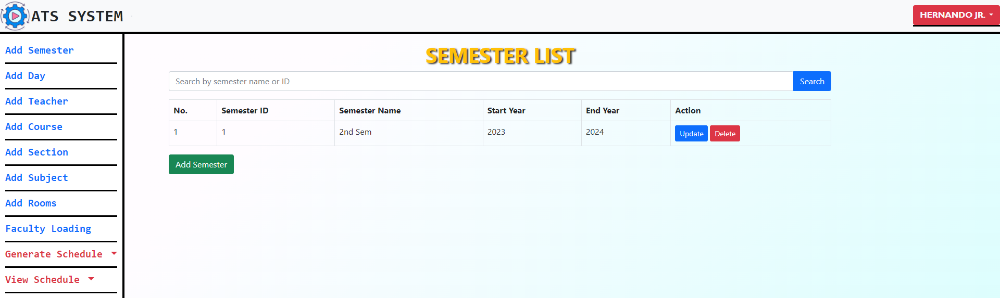 ATS SYSTEM
HERNANDO JR.
Add Semester
Add Day
Add Teacher
Add Course
Add Section
Add Subject
Add Rooms
Faculty Loading
Generate Schedule
View Schedule
SEMESTER LIST
Search by semester name or ID Search
No. Semester ID Semester Name Start Year End Year Action
1 1 2nd Sem 2023 2024 Update Delete
Add Semester